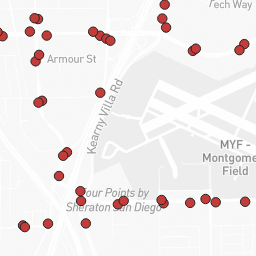 Tech Way
Armour St
Kearny Villa Rd
MYF -
Montgome
Field
Four Points by
Sheraton San Diego